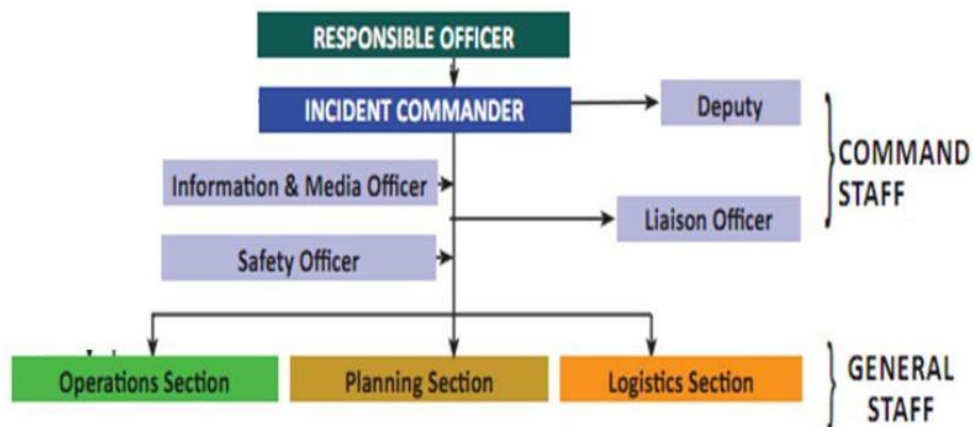 RESPONSIBLE OFFICER
INCIDENT COMMANDER
Deputy
COMMAND
STAFF
Information & Media Officer
Liaison Officer
Safety Officer
Operations Section
Planning Section
Logistics Section
GENERAL
STAFF